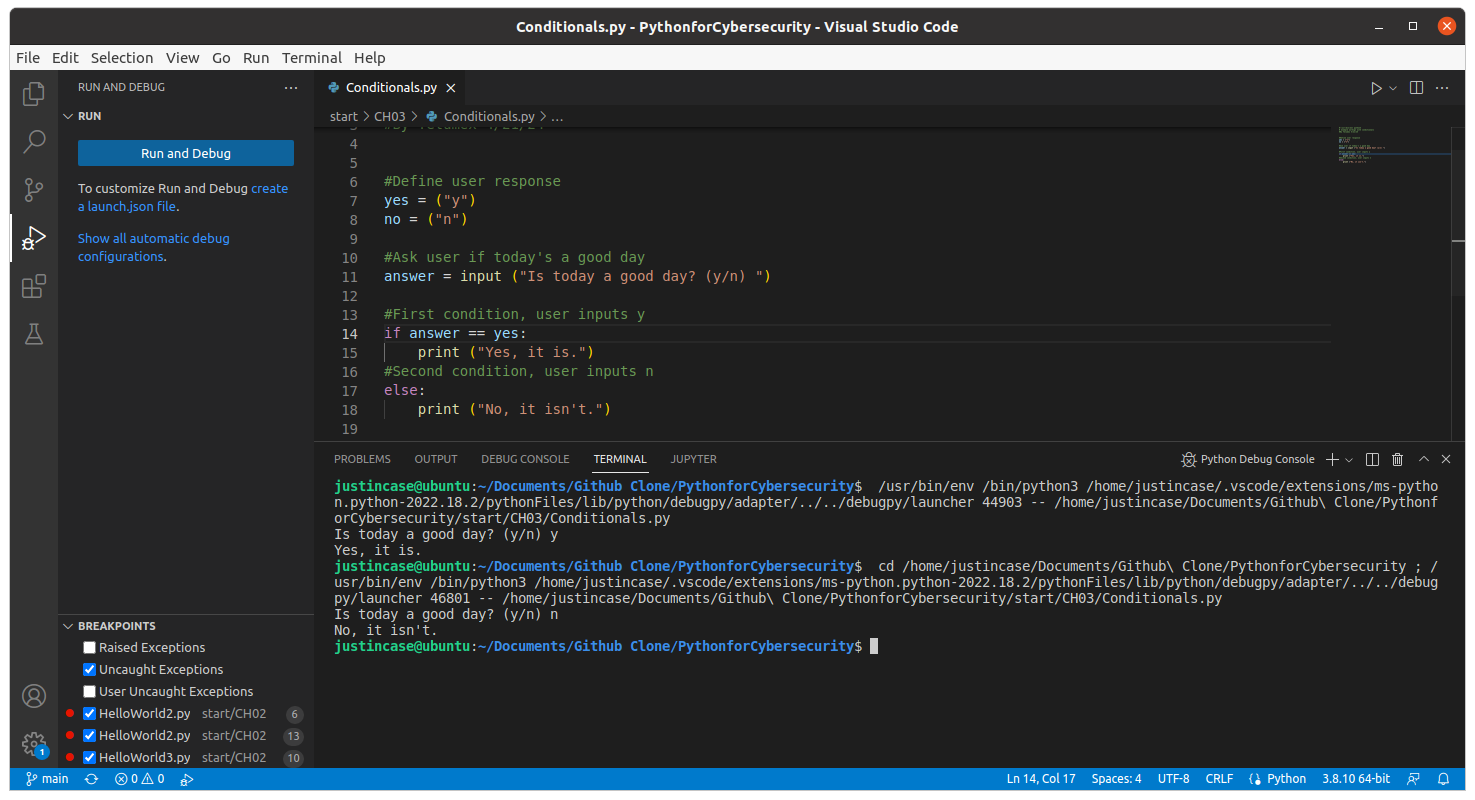 Conditionals.py - PythonforCybersecurity - Visual Studio Code
File Edit Selection View Go Run Terminal Help
RUN AND DEBUG
RUN
Run and Debug
To customize Run and Debug create
a launch.json file.
Show all automatic debug
configurations.
BREAKPOINTS
Raised Exceptions
Uncaught Exceptions
User Uncaught Exceptions
HelloWorld2.py start/CH02 6
HelloWorld2.py start/CH02 13
HelloWorld3.py start/CH02 10
Conditionals.py
start > CH03 > Conditionals.py > ...
4
5
6 #Define user response
7 yes = ("y")
8 no = ("n")
9
10 #Ask user if today's a good day
11 answer = input ("Is today a good day? (y/n) ")
12
13 #First condition, user inputs y
14 if answer == yes:
15 print ("Yes, it is.")
16 #Second condition, user inputs n
17 else:
18 print ("No, it isn't.")
19
PROBLEMS OUTPUT DEBUG CONSOLE TERMINAL JUPYTER Python Debug Console
justincase@ubuntu:~/Documents/Github Clone/PythonforCybersecurity$ /usr/bin/env /bin/python3 /home/justincase/.vscode/extensions/ms-pytho
n.python-2022.18.2/pythonFiles/lib/python/debugpy/adapter/../../debugpy/launcher 44903 -- /home/justincase/Documents/Github\ Clone/Pythonf
orCybersecurity/start/CH03/Conditionals.py
Is today a good day? (y/n) y
Yes, it is.
justincase@ubuntu:~/Documents/Github Clone/PythonforCybersecurity$ cd /home/justincase/Documents/Github\ Clone/PythonforCybersecurity ; /
usr/bin/env /bin/python3 /home/justincase/.vscode/extensions/ms-python.python-2022.18.2/pythonFiles/lib/python/debugpy/adapter/../../debug
py/launcher 46801 -- /home/justincase/Documents/Github\ Clone/PythonforCybersecurity/start/CH03/Conditionals.py
Is today a good day? (y/n) n
No, it isn't.
justincase@ubuntu:~/Documents/Github Clone/PythonforCybersecurity$
1
main 0 0 Ln 14, Col 17 Spaces: 4 UTF-8 CRLF Python 3.8.10 64-bit